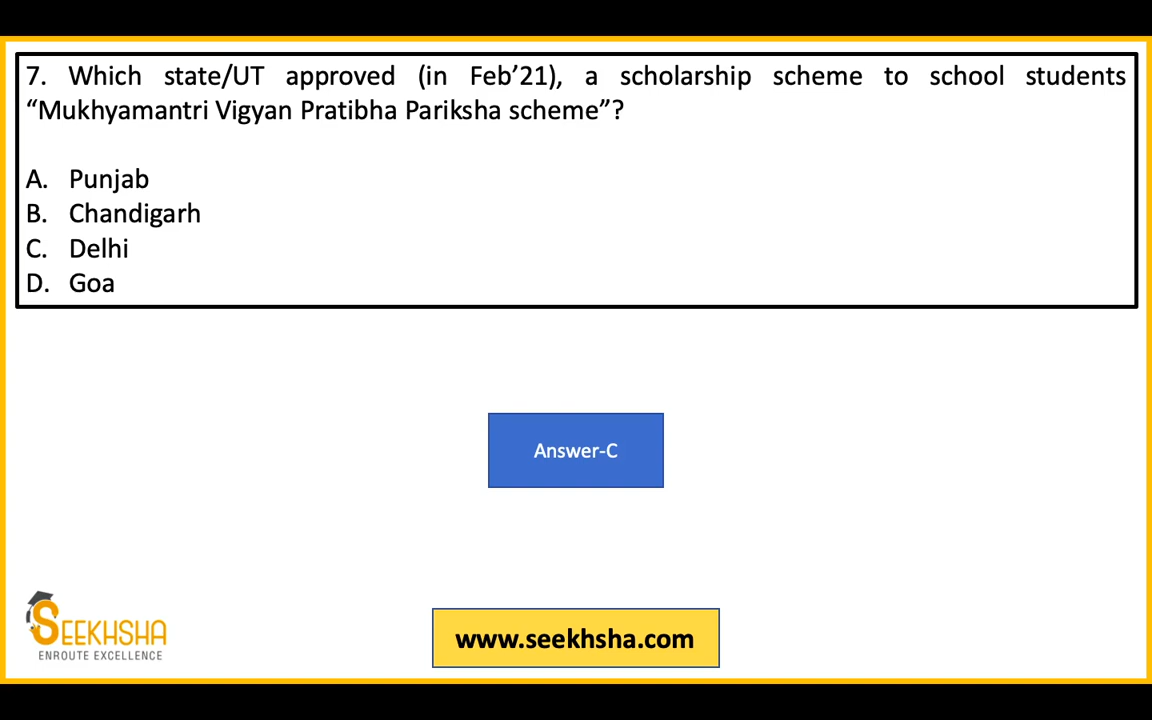 7. Which state/UT approved (in Feb’21), a scholarship scheme to school students
“Mukhyamantri Vigyan Pratibha Pariksha scheme”?
A. Punjab
B. Chandigarh
C. Delhi
D. Goa
Answer-C
SEEKHSHA
ENROUTE EXCELLENCE
www.seekhsha.com